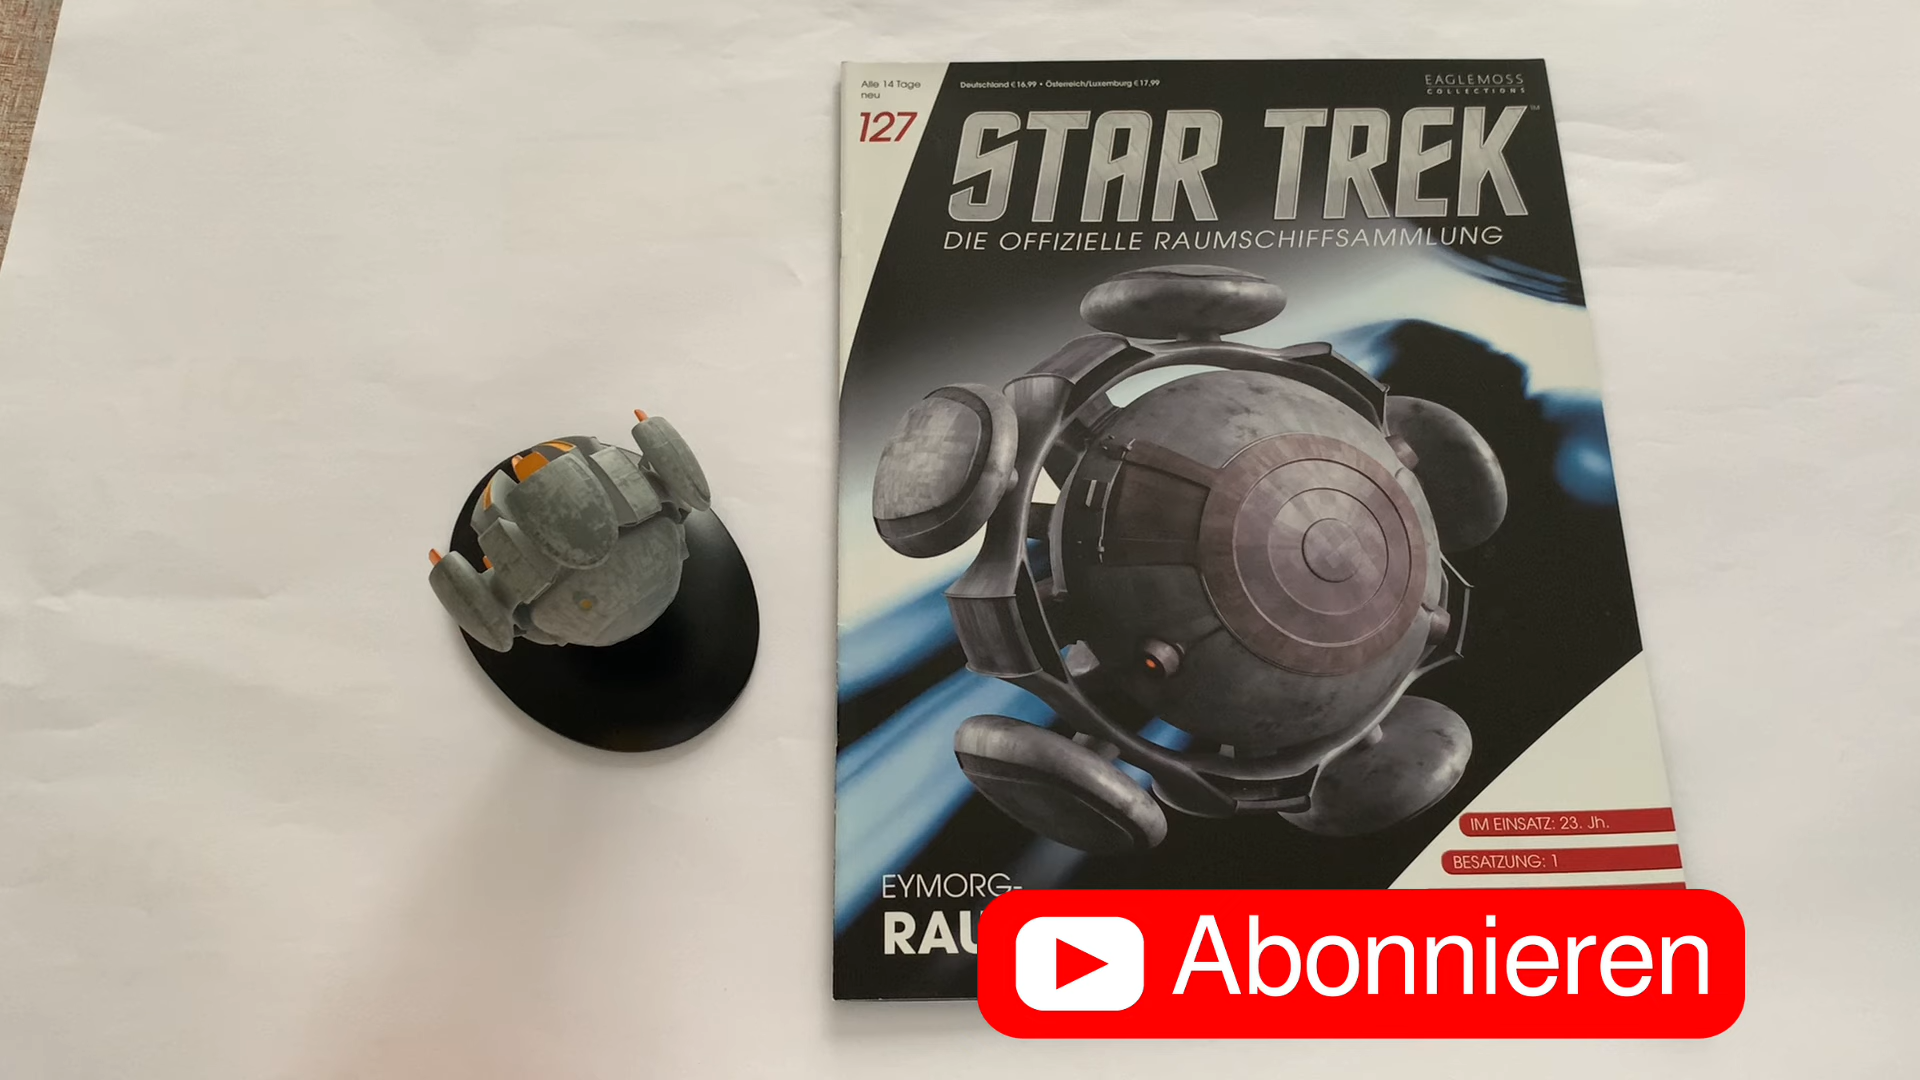 Alle 14 Tage
neu
127
Deutschland €16,99 • Österreich/Luxemburg €17,99
EAGLEMOSS
COLLECTIONS
STAR TREK™
DIE OFFIZIELLE RAUMSCHIFFSAMMLUNG
IM EINSATZ: 23. Jh.
BESATZUNG: 1
EYMORG-
RAU
Abonnieren